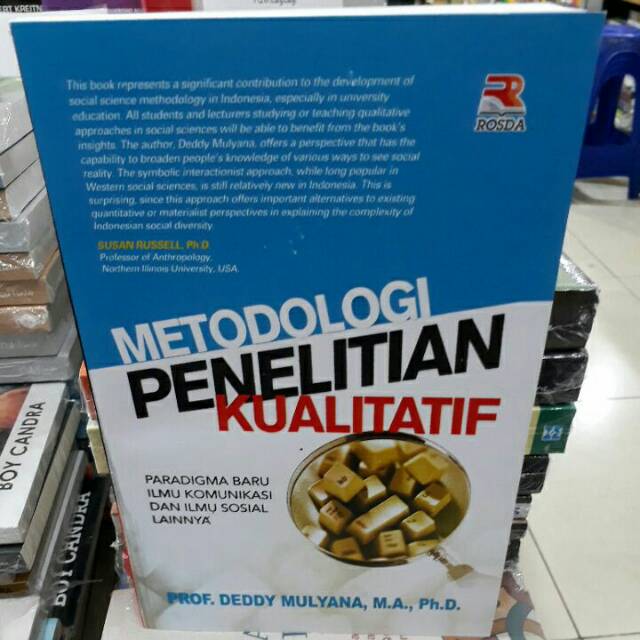 This book represents a significant contribution to the development of
social science methodology in Indonesia, especially in university
education. All students and lecturers studying or teaching qualitative
approaches in social sciences will be able to benefit from the book's
insights. The author, Deddy Mulyana, offers a perspective that has the
capability to broaden people's knowledge of various ways to see social
reality. The symbolic interactionist approach, while long popular in
Western social sciences, is still relatively new in Indonesia. This is
surprising, since this approach offers important alternatives to existing
quantitative or materialist perspectives in explaining the complexity of
Indonesian social diversity.
SUSAN RUSSELL, Ph.D
Professor of Anthropology,
Northern Illinois University, USA.
ROSDA
METODOLOGI
PENELITIAN
KUALITATIF
PARADIGMA BARU
ILMU KOMUNIKASI
DAN ILMU SOSIAL
LAINNYA
PROF. DEDDY MULYANA, M.A., Ph.D.
BOY CANDRA
BOY CANDRA